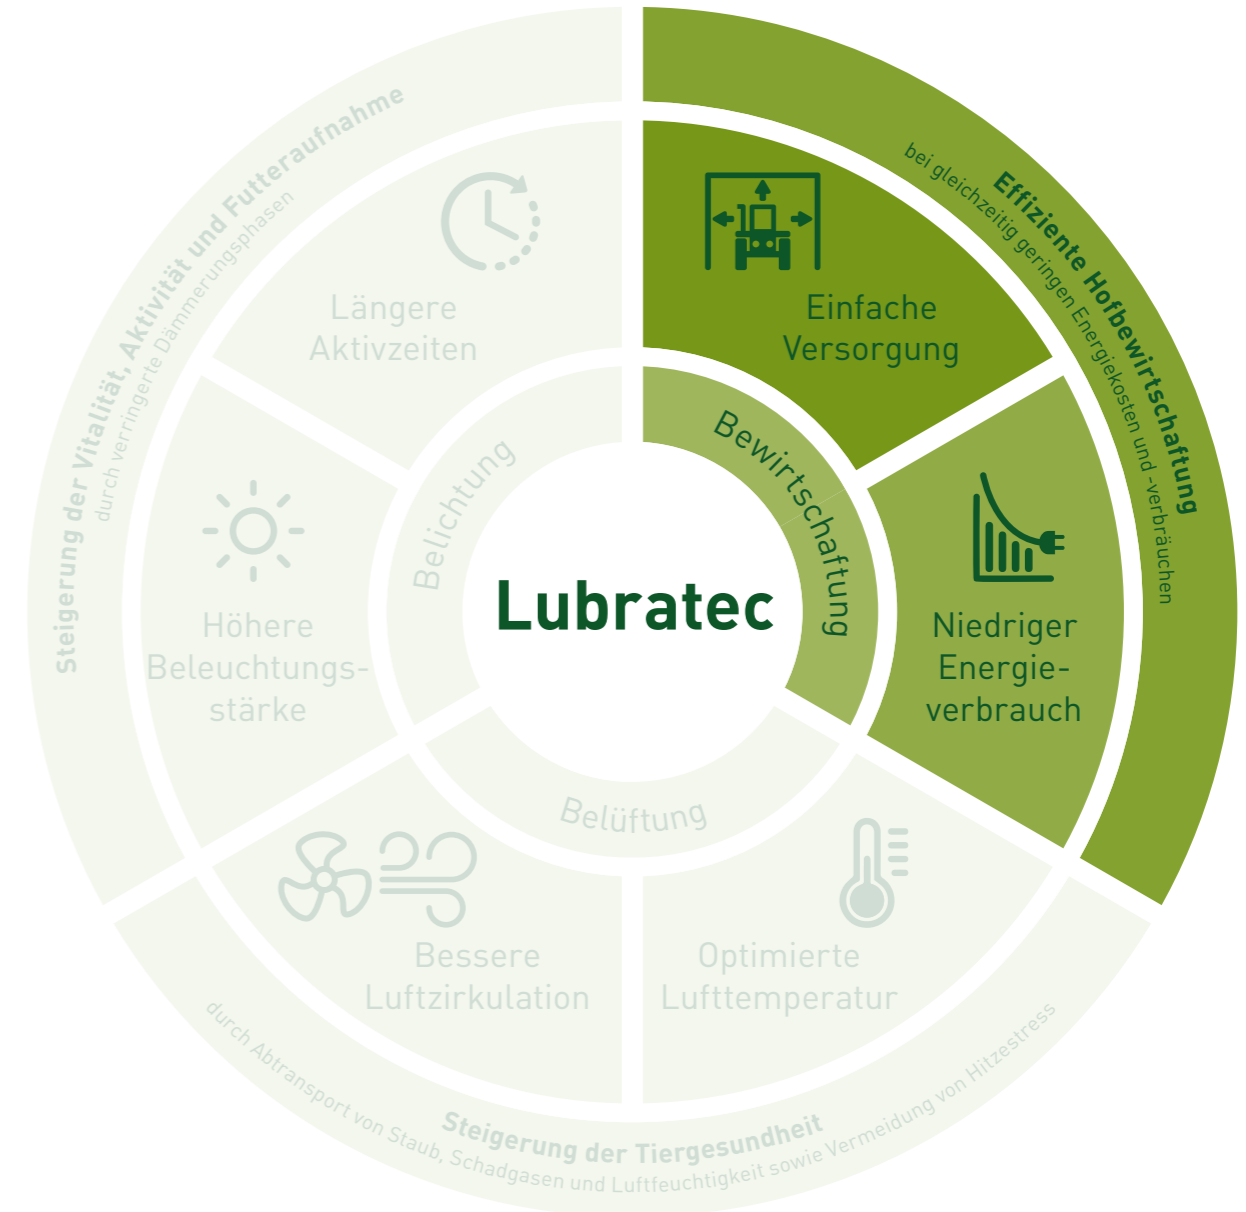 Lubratec
Bewirtschaftung
Einfache
Versorgung
Niedriger
Energie-
verbrauch
Effiziente Hofbewirtschaftung
bei gleichzeitig geringen Energiekosten und -verbräuchen
Belüftung
Optimierte
Lufttemperatur
Bessere
Luftzirkulation
Steigerung der Tiergesundheit
durch Abtransport von Staub, Schadgasen und Luftfeuchtigkeit sowie Vermeidung von Hitzestress
Belichtung
Höhere
Beleuchtungs-
stärke
Längere
Aktivzeiten
Steigerung der Vitalität, Aktivität und Futteraufnahme
durch verringerte Dämmerungsphasen